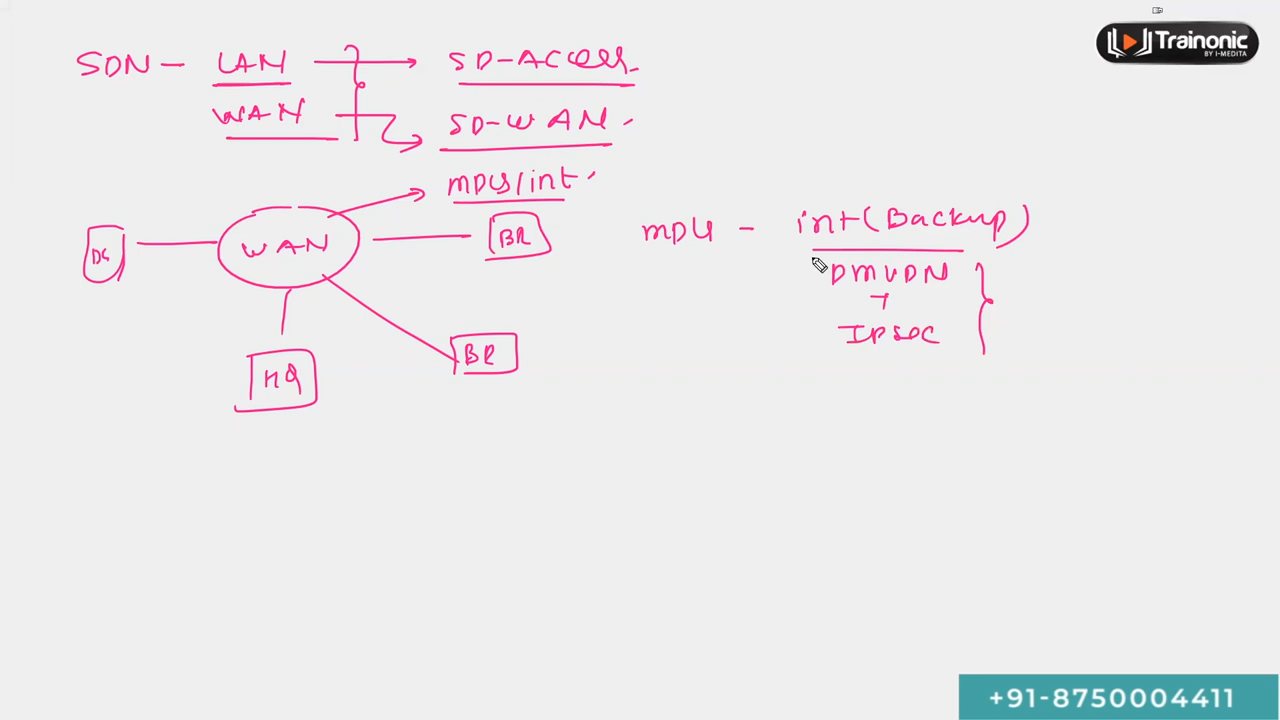 Trainonic
BY I-MEDITA
SDN - LAN → SD-Access
WAN → SD-WAN
MPLS/int
DC
WAN
BR
HQ
BR
MPLS - int (Backup)
DMVPN
+
IPSEC
+91-8750004411